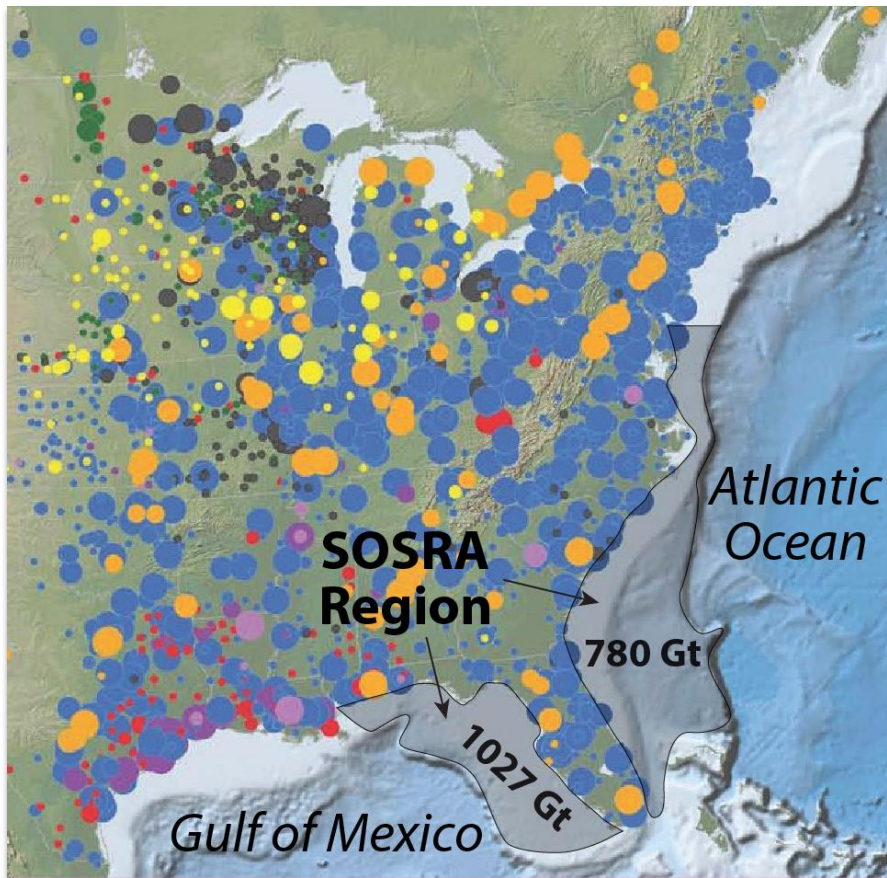 Atlantic
Ocean
SOSRA
Region
780 Gt
1027 Gt
Gulf of Mexico